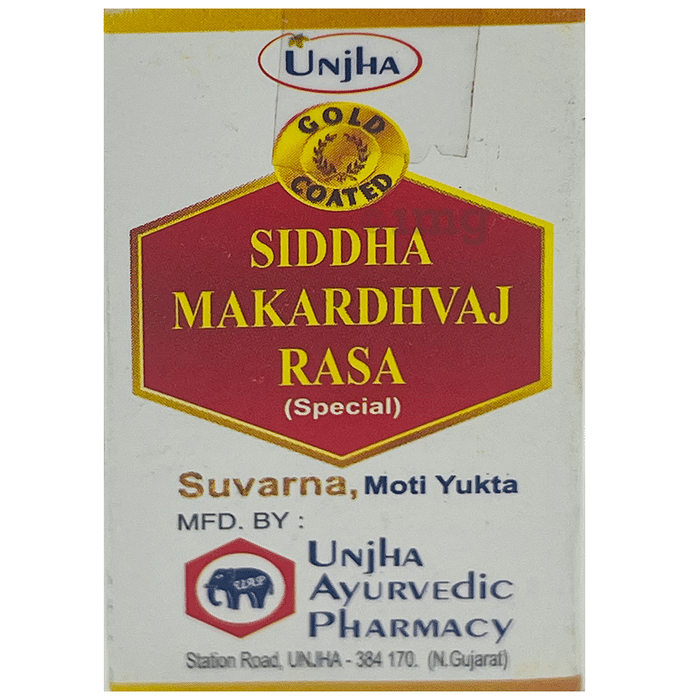 UNJHA
GOLD
COATED
1mg
SIDDHA
MAKARDHVAJ
RASA
(Special)
Suvarna, Moti Yukta
MFD. BY :
U.A.P
UNJHA
AYURVEDIC
PHARMACY
Station Road, UNJHA - 384 170. (N.Gujarat)